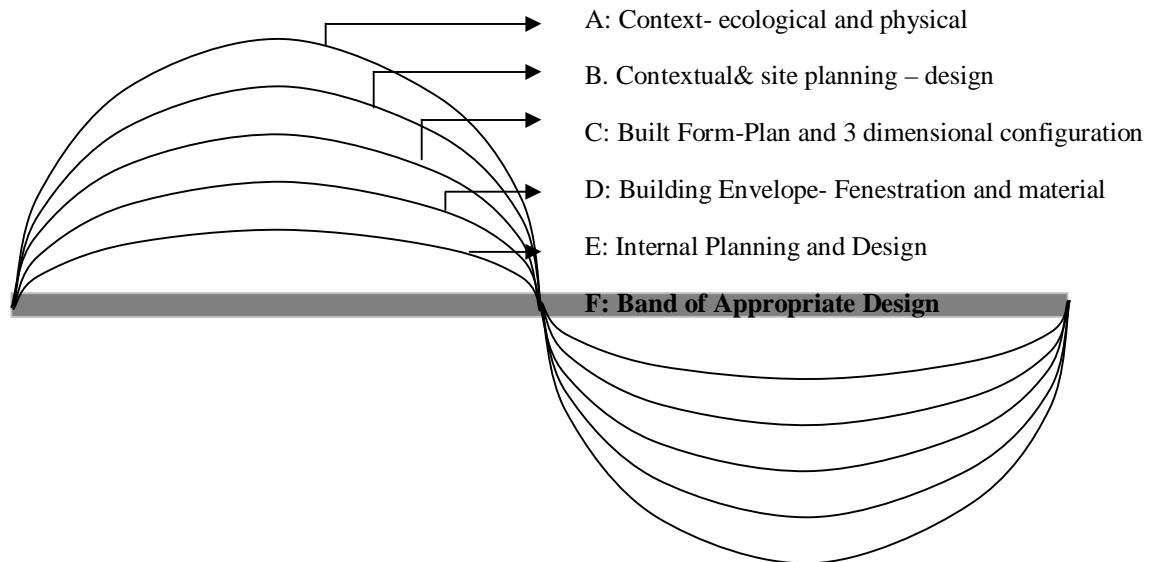 A: Context- ecological and physical
B. Contextual& site planning – design
C: Built Form-Plan and 3 dimensional configuration
D: Building Envelope- Fenestration and material
E: Internal Planning and Design
F: Band of Appropriate Design